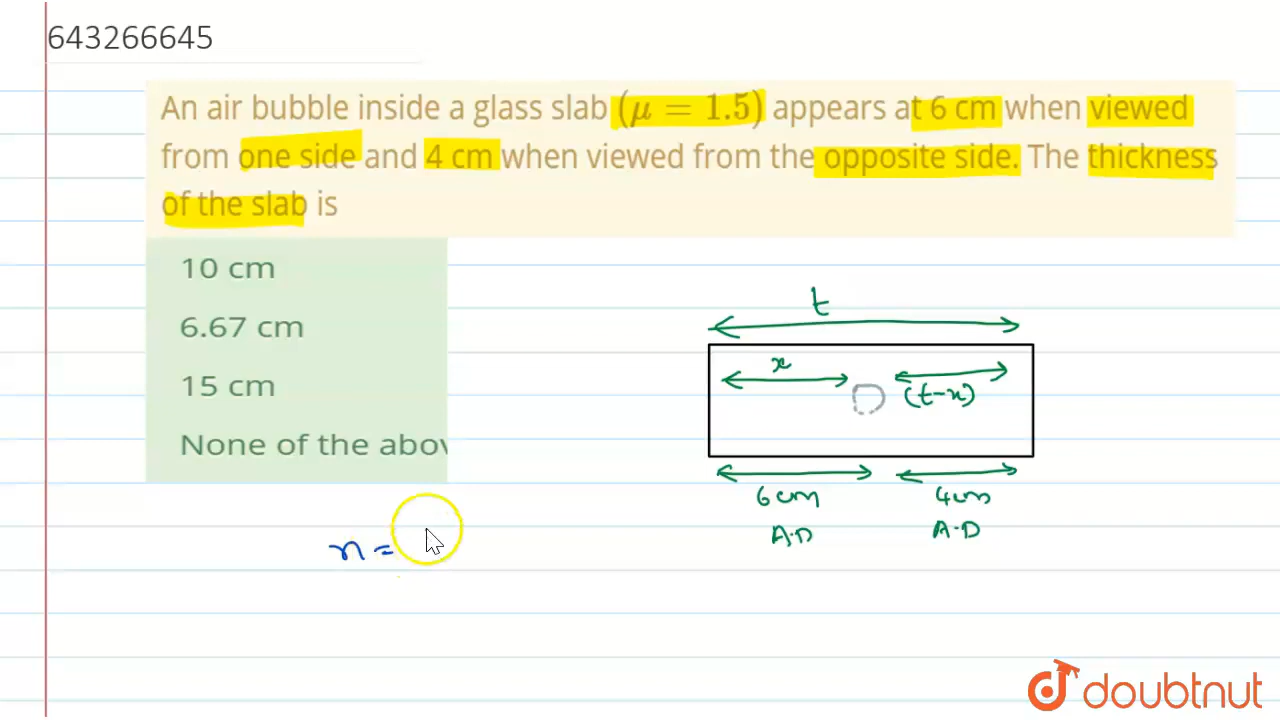 643266645
An air bubble inside a glass slab (μ = 1.5) appears at 6 cm when viewed
from one side and 4 cm when viewed from the opposite side. The thickness
of the slab is
10 cm
6.67 cm
15 cm
None of the abov
t
x
(t-x)
6cm
4cm
A.D
A.D
n =
doubtnut